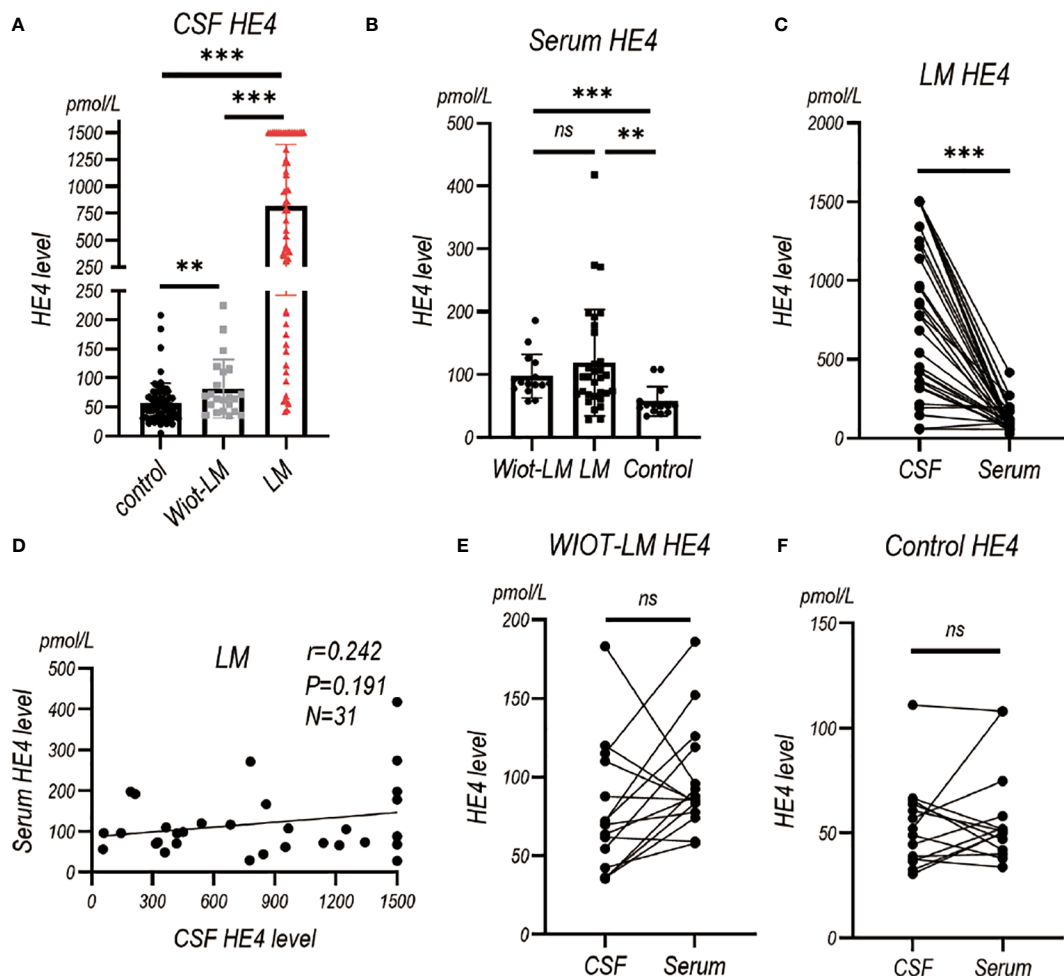 A
CSF HE4
***
***
**
pmol/L
HE4 level
1500
1250
1000
750
500
250
250
200
150
100
50
0
control
Wiot-LM
LM
B
Serum HE4
***
ns
**
pmol/L
HE4 level
500
400
300
200
100
0
Wiot-LM LM Control
C
LM HE4
***
pmol/L
HE4 level
2000
1500
1000
500
0
CSF Serum
D
pmol/L
LM
r=0.242
P=0.191
N=31
Serum HE4 level
500
400
300
200
100
0
0 300 600 900 1200 1500
CSF HE4 level
E
WIOT-LM HE4
pmol/L
ns
HE4 level
200
150
100
50
0
CSF Serum
F
Control HE4
pmol/L
ns
HE4 level
150
100
50
0
CSF Serum